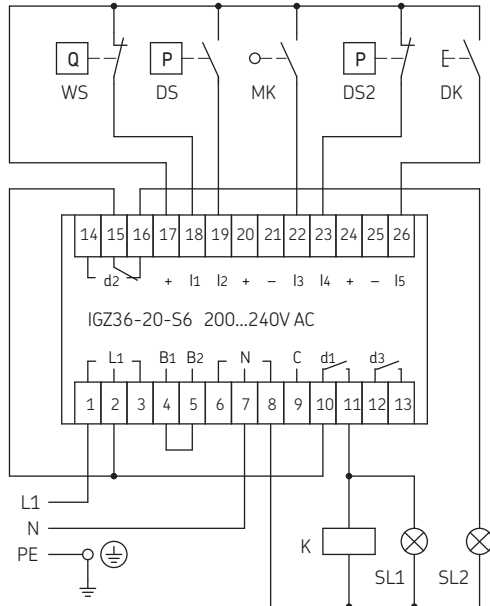 Q P P E
WS DS MK DS2 DK
14 15 16 17 18 19 20 21 22 23 24 25 26
d2 + I1 I2 + – I3 I4 + – I5
IGZ36-20-S6 200...240V AC
L1 B1 B2 N C d1 d3
1 2 3 4 5 6 7 8 9 10 11 12 13
L1
N
PE
K
SL1 SL2